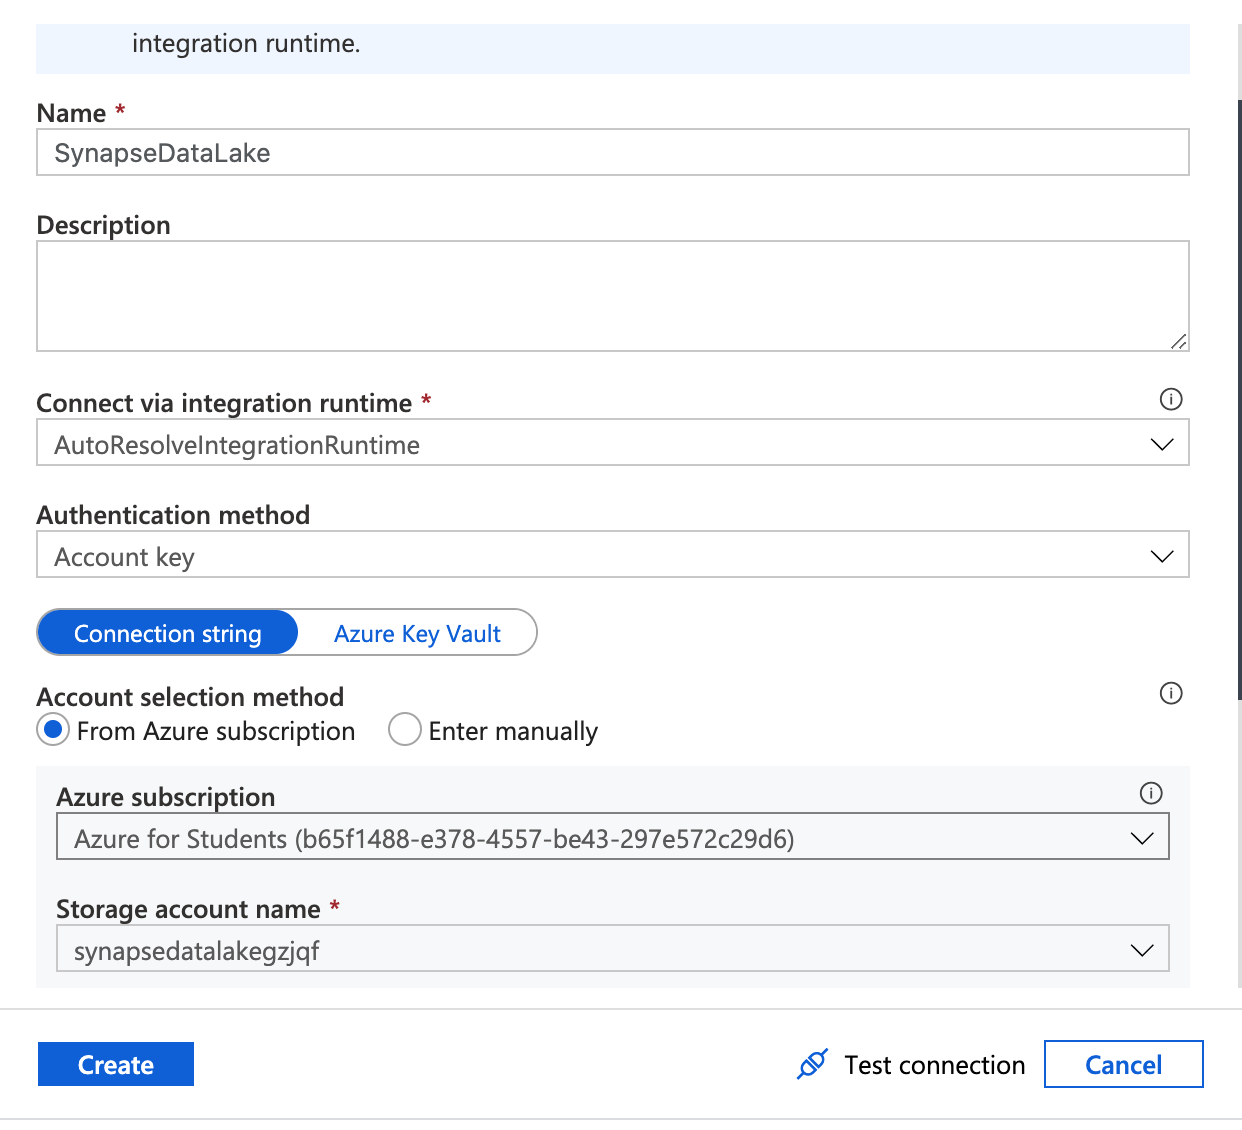 integration runtime.
Name *
SynapseDataLake
Description
Connect via integration runtime *
AutoResolveIntegrationRuntime
Authentication method
Account key
Connection string Azure Key Vault
Account selection method
From Azure subscription Enter manually
Azure subscription
Azure for Students (b65f1488-e378-4557-be43-297e572c29d6)
Storage account name *
synapsedatalakegzjqf
Create Test connection Cancel